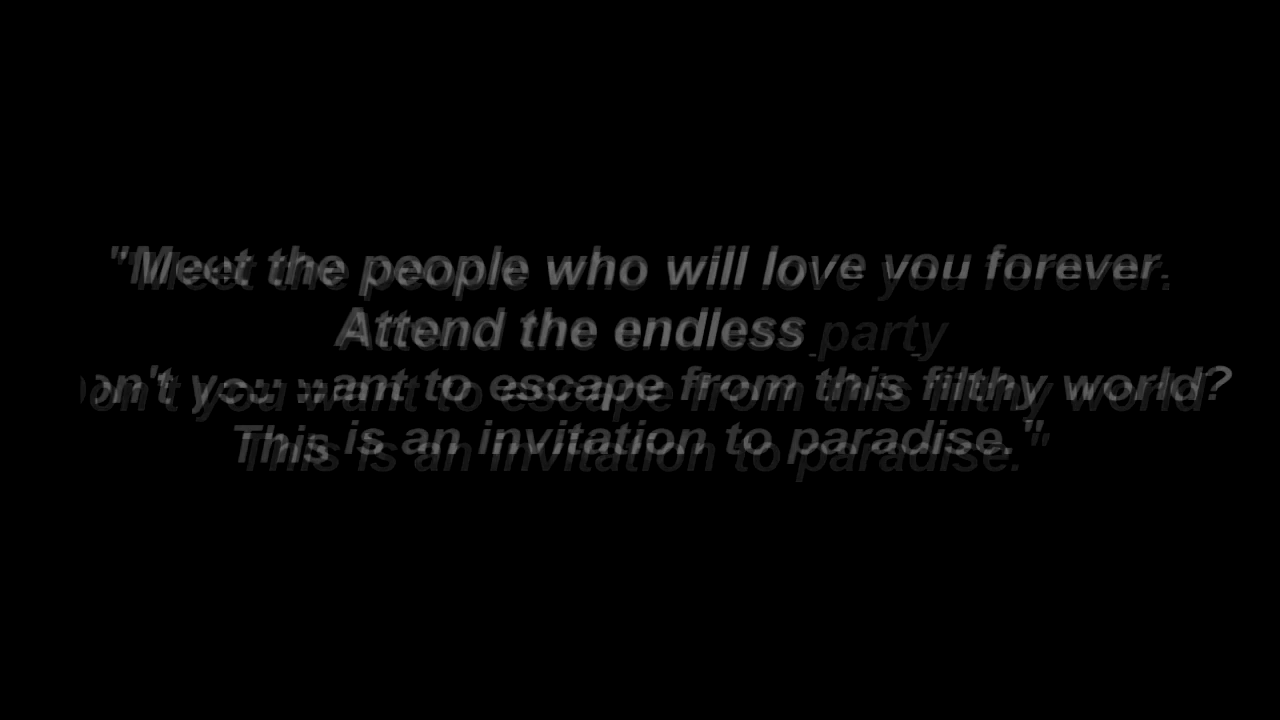 "Meet the people who will love you forever.
Attend the endless party
on't you want to escape from this filthy world?
This is an invitation to paradise."